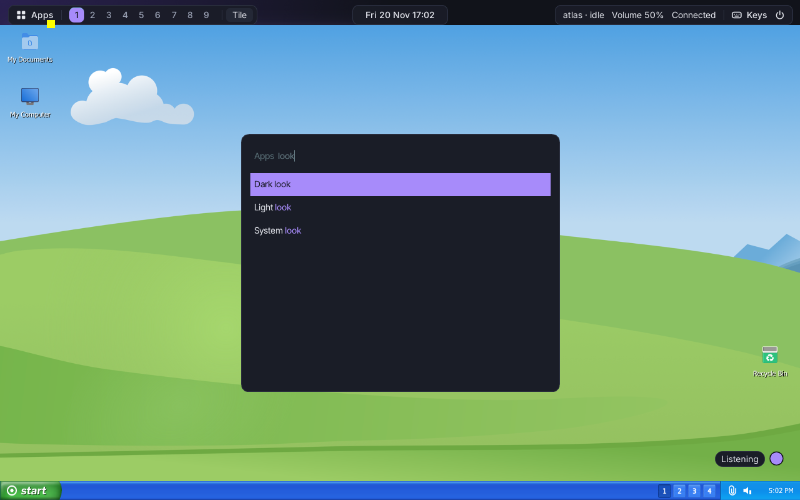 Apps 1 2 3 4 5 6 7 8 9 Tile Fri 20 Nov 17:02 atlas · idle Volume 50% Connected Keys
My Documents
My Computer
Apps look
Dark look
Light look
System look
Recycle Bin
Listening
start 1 2 3 4 5:02 PM